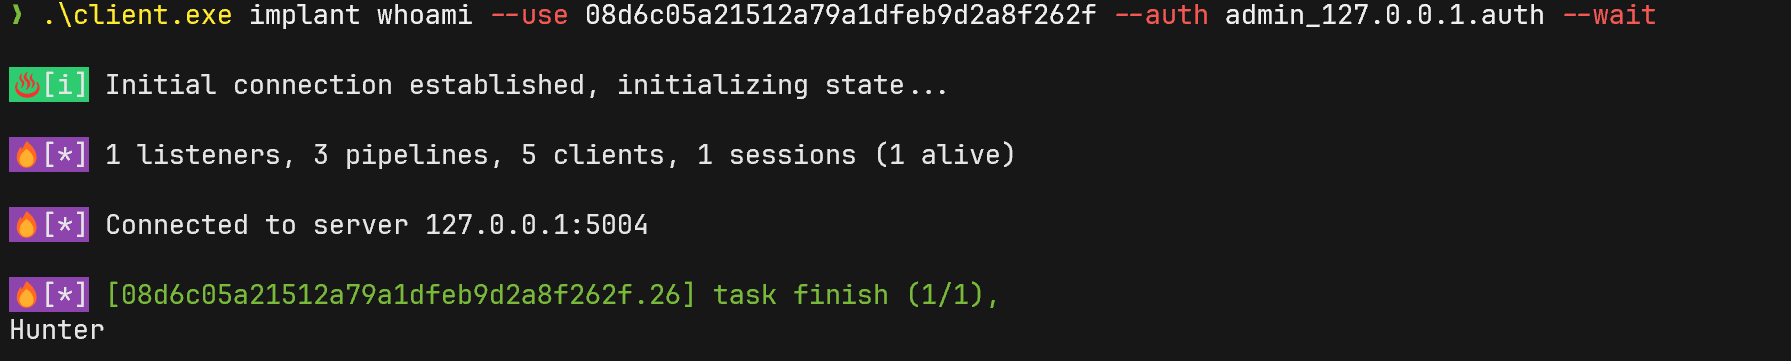 ❯ .\client.exe implant whoami --use 08d6c05a21512a79a1dfeb9d2a8f262f --auth admin_127.0.0.1.auth --wait
[i] Initial connection established, initializing state...
[*] 1 listeners, 3 pipelines, 5 clients, 1 sessions (1 alive)
[*] Connected to server 127.0.0.1:5004
[*] [08d6c05a21512a79a1dfeb9d2a8f262f.26] task finish (1/1),
Hunter